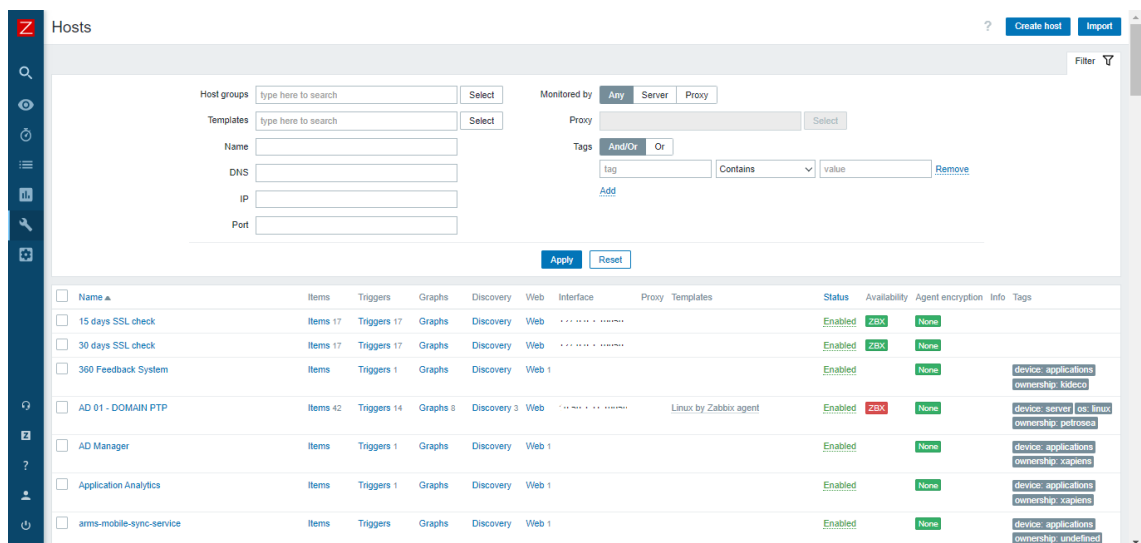 Z Hosts ? Create host Import
Filter
Host groups type here to search Select Monitored by Any Server Proxy
Templates type here to search Select Proxy Select
Name Tags And/Or Or
DNS tag Contains value Remove
IP Add
Port
Apply Reset
Name Items Triggers Graphs Discovery Web Interface Proxy Templates Status Availability Agent encryption Info Tags
15 days SSL check Items 17 Triggers 17 Graphs Discovery Web Enabled ZBX None
30 days SSL check Items 17 Triggers 17 Graphs Discovery Web Enabled ZBX None
360 Feedback System Items Triggers 1 Graphs Discovery Web 1 Enabled None device: applications
ownership: kideco
AD 01 - DOMAIN PTP Items 42 Triggers 14 Graphs 8 Discovery 3 Web Linux by Zabbix agent Enabled ZBX None device: server os: linux
ownership: petrosea
AD Manager Items Triggers 1 Graphs Discovery Web 1 Enabled None device: applications
ownership: xapiens
Application Analytics Items Triggers 1 Graphs Discovery Web 1 Enabled None device: applications
ownership: xapiens
arms-mobile-sync-service Items Triggers 1 Graphs Discovery Web 1 Enabled None device: applications
ownership: undefined
Z
?